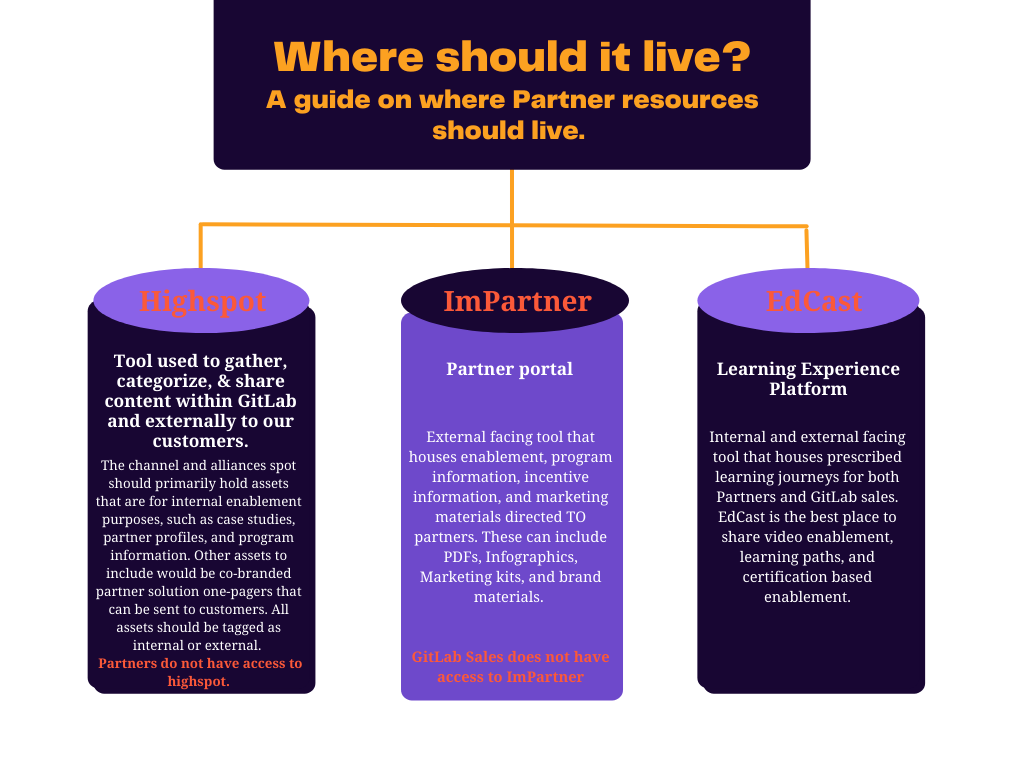 Where should it live?
A guide on where Partner resources
should live.
Highspot
Tool used to gather,
categorize, & share
content within GitLab
and externally to our
customers.
The channel and alliances spot
should primarily hold assets
that are for internal enablement
purposes, such as case studies,
partner profiles, and program
information. Other assets to
include would be co-branded
partner solution one-pagers that
can be sent to customers. All
assets should be tagged as
internal or external.
Partners do not have access to
highspot.
ImPartner
Partner portal
External facing tool that
houses enablement, program
information, incentive
information, and marketing
materials directed TO
partners. These can include
PDFs, Infographics,
Marketing kits, and brand
materials.
GitLab Sales does not have
access to ImPartner
EdCast
Learning Experience
Platform
Internal and external facing
tool that houses prescribed
learning journeys for both
Partners and GitLab sales.
EdCast is the best place to
share video enablement,
learning paths, and
certification based
enablement.